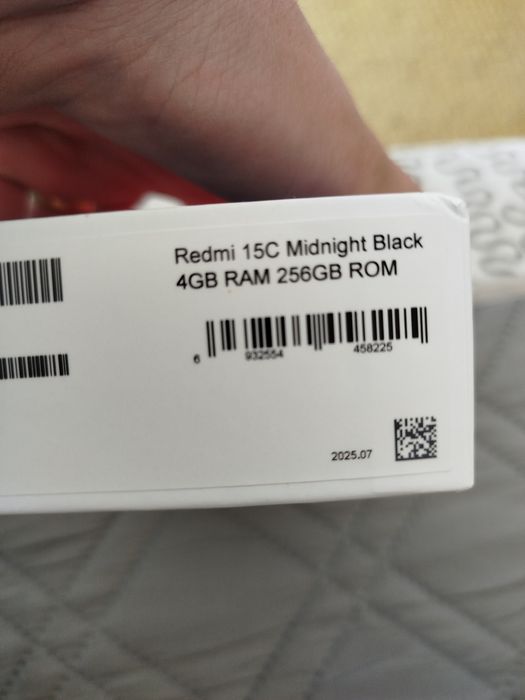 Redmi 15C Midnight Black
4GB RAM 256GB ROM
6 932554 458225
2025.07